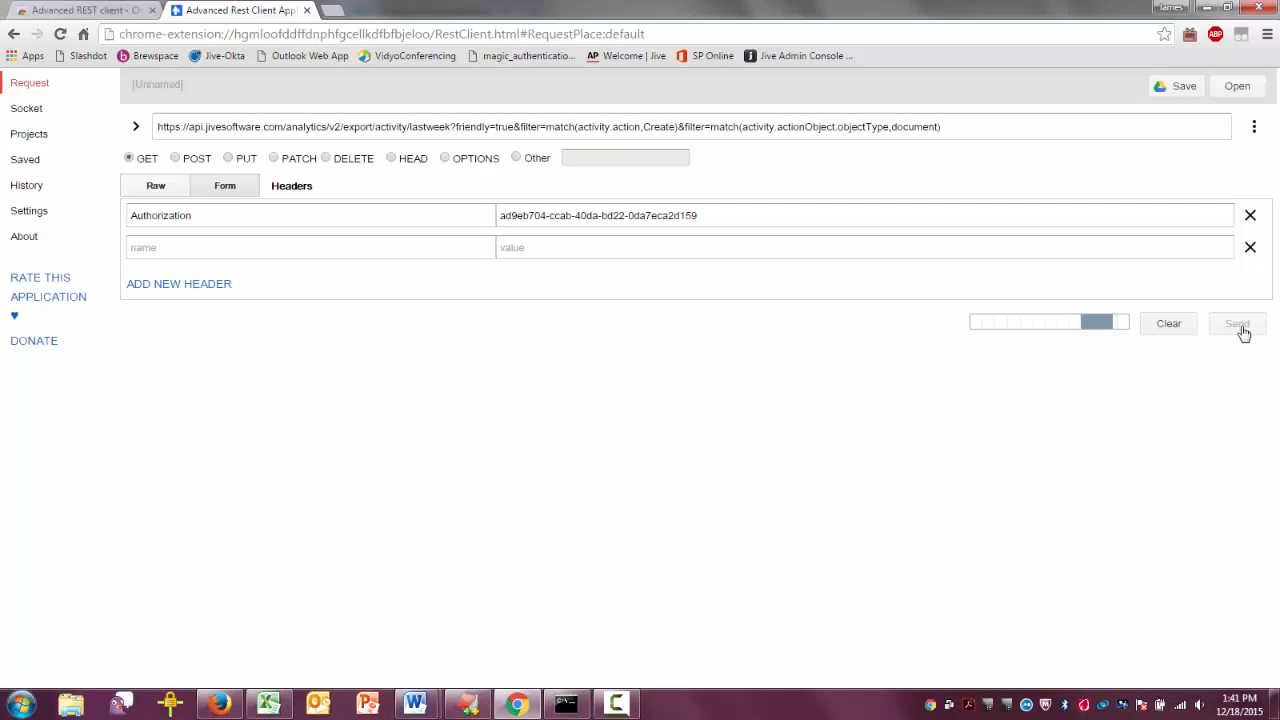 Advanced REST client - C
Advanced Rest Client App
James
chrome-extension://hgmloofddffdnphfgcellkdfbfbjeloo/RestClient.html#RequestPlace:default
ABP
Apps Slashdot Brewspace Jive-Okta Outlook Web App VidyoConferencing magic_authenticatio... AP Welcome | Jive SP Online Jive Admin Console ...
Request
[Unnamed]
Save
Open
Socket
https://api.jivesoftware.com/analytics/v2/export/activity/lastweek?friendly=true&filter=match(activity.action,Create)&filter=match(activity.actionObject.objectType,document)
Projects
GET POST PUT PATCH DELETE HEAD OPTIONS Other
Saved
Raw Form Headers
History
Authorization ad9eb704-ccab-40da-bd22-0da7eca2d159
Settings
name value
About
RATE THIS
APPLICATION
♥
ADD NEW HEADER
Clear
Send
DONATE
1:41 PM
12/18/2015